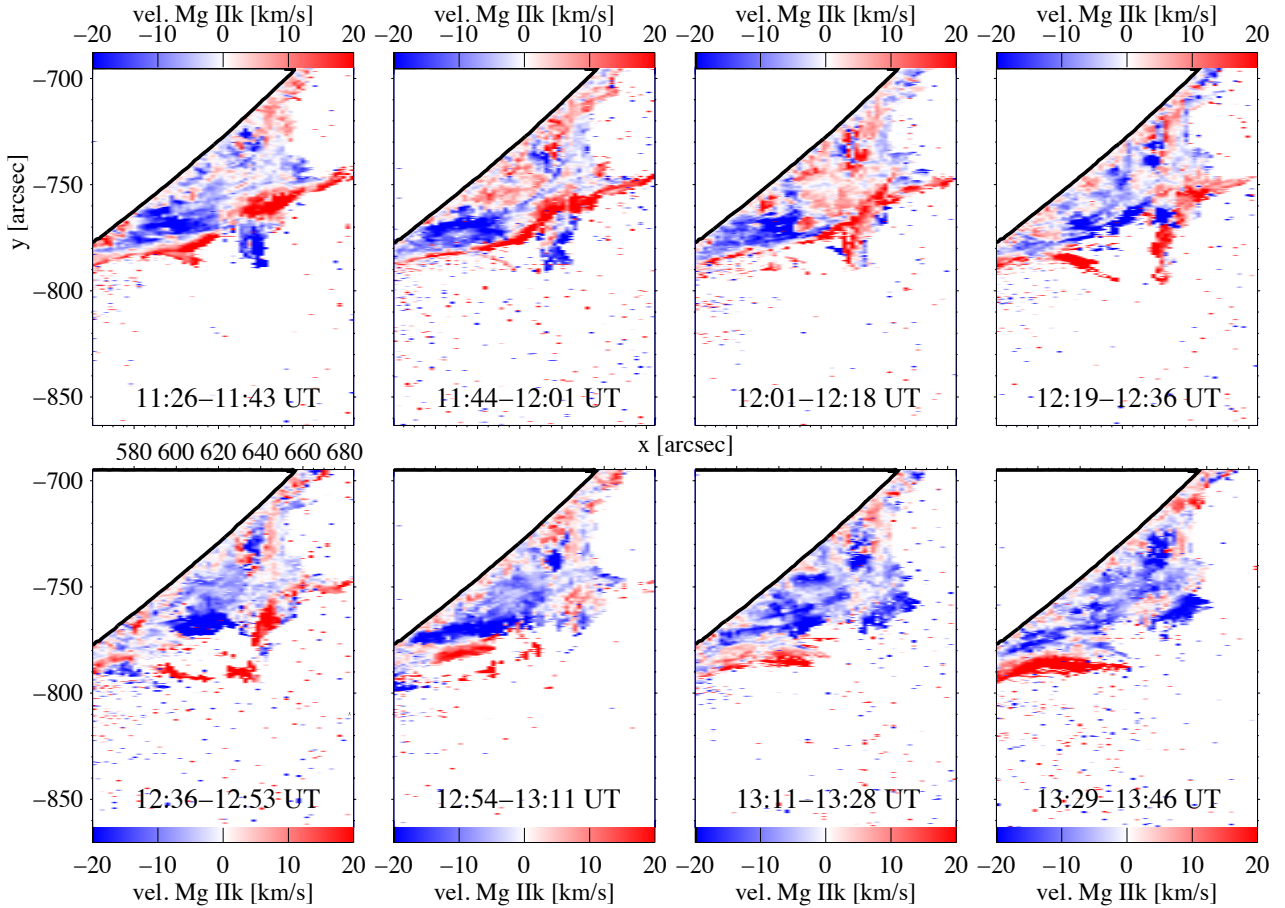 vel. Mg IIk [km/s] vel. Mg IIk [km/s] vel. Mg IIk [km/s] vel. Mg IIk [km/s]
−20 −10 0 10 −20 −10 0 10 −20 −10 0 10 −20 −10 0 10 20
−700
−750
−800
−850
y [arcsec]
11:26−11:43 UT 11:44−12:01 UT 12:01−12:18 UT 12:19−12:36 UT
580 600 620 640 660 680
x [arcsec]
−700
−750
−800
−850
12:36−12:53 UT 12:54−13:11 UT 13:11−13:28 UT 13:29−13:46 UT
−20 −10 0 10 −20 −10 0 10 −20 −10 0 10 20 −20 −10 0 10 20
vel. Mg IIk [km/s] vel. Mg IIk [km/s] vel. Mg IIk [km/s] vel. Mg IIk [km/s]